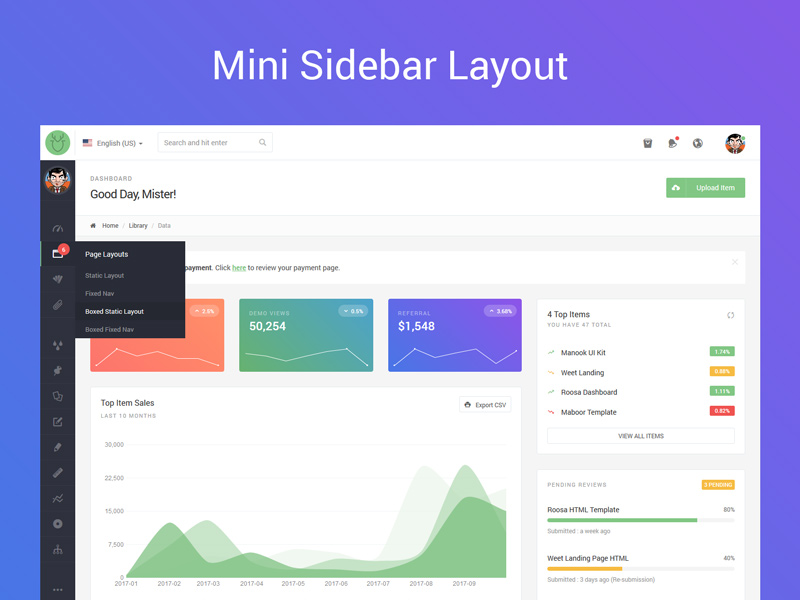 Mini Sidebar Layout
English (US)
Search and hit enter
DASHBOARD
Good Day, Mister!
Upload Item
Home / Library / Data
6
Page Layouts
Static Layout
Fixed Nav
Boxed Static Layout
Boxed Fixed Nav
payment. Click here to review your payment page.
2.6%
DEMO VIEWS
50,254
0.5%
REFERRAL
$1,548
3.68%
4 Top Items
YOU HAVE 47 TOTAL
Manook UI Kit
1.74%
Weet Landing
0.88%
Roosa Dashboard
1.11%
Maboor Template
0.82%
VIEW ALL ITEMS
Top Item Sales
LAST 10 MONTHS
Export CSV
30,000
22,500
15,000
7,500
0
2017-01 2017-02 2017-03 2017-04 2017-05 2017-06 2017-07 2017-08 2017-09
PENDING REVIEWS
3 PENDING
Roosa HTML Template
80%
Submitted : a week ago
Weet Landing Page HTML
40%
Submitted : 3 days ago (Re-submission)